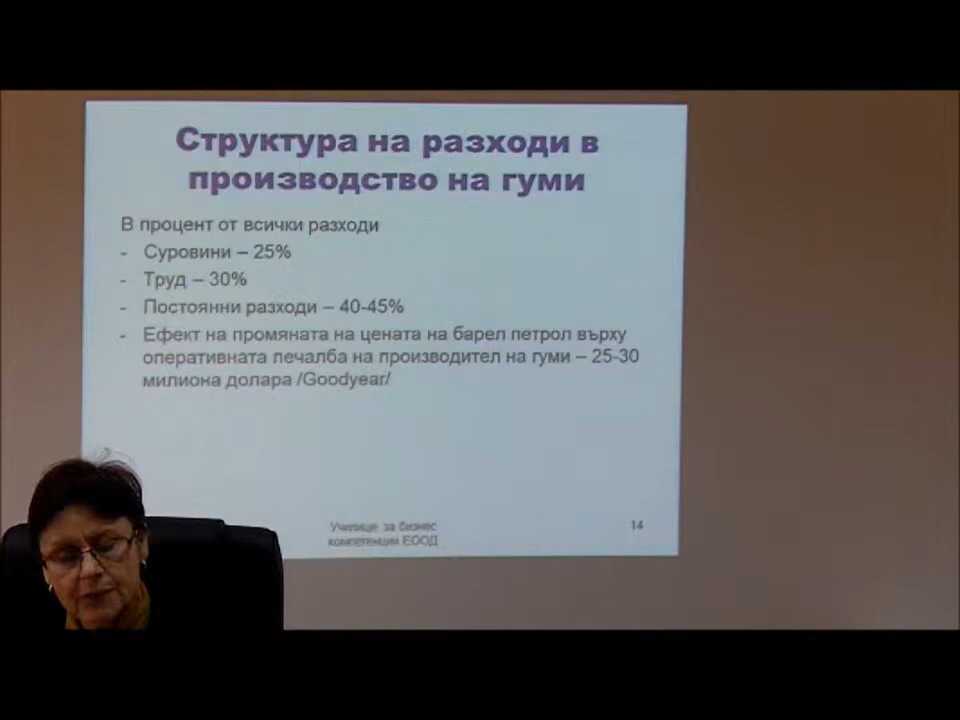 Структура на разходи в
производство на гуми
В процент от всички разходи
- Суровини – 25%
- Труд – 30%
- Постоянни разходи – 40-45%
- Ефект на промяната на цената на барел петрол върху
оперативната печалба на производител на гуми – 25-30
милиона долара /Goodyear/
Училище за бизнес
компетенции ЕООД
14